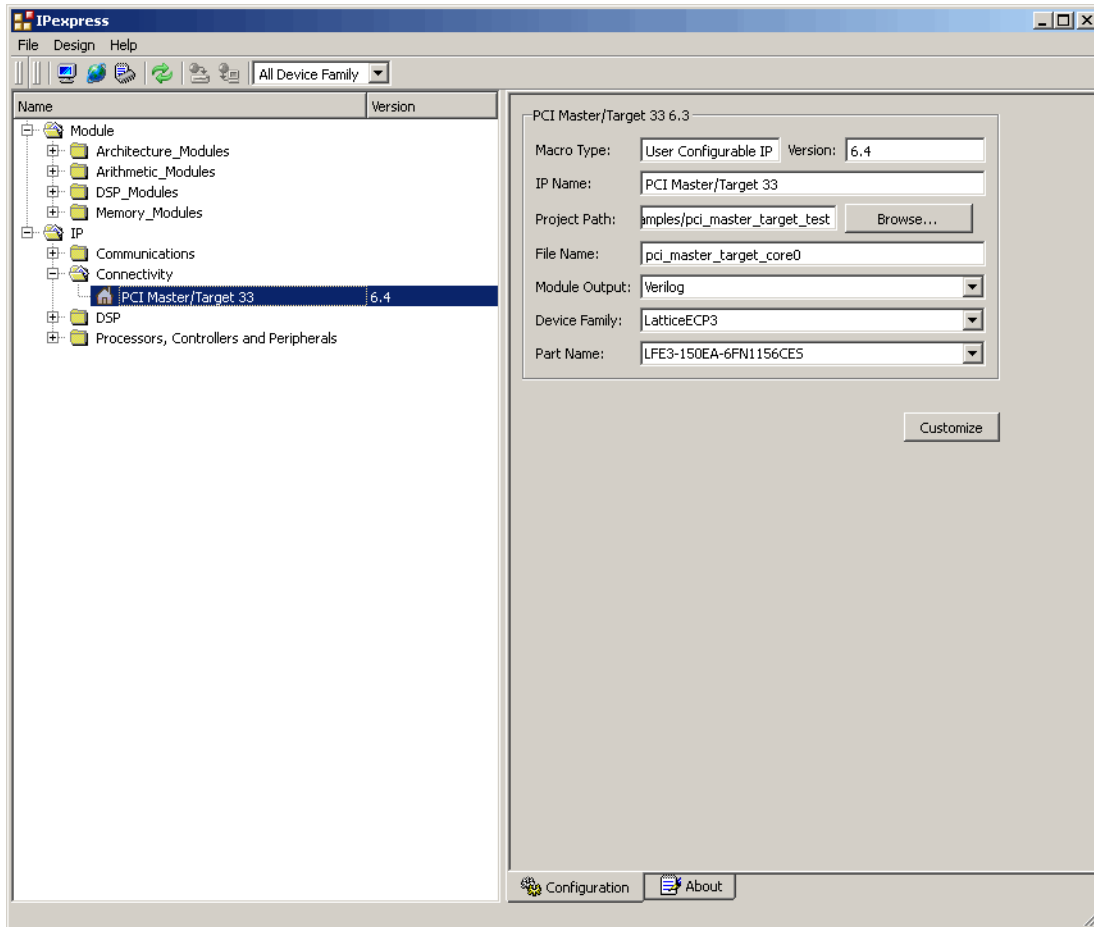 IPexpress
File Design Help
All Device Family
Name Version
Module
Architecture_Modules
Arithmetic_Modules
DSP_Modules
Memory_Modules
IP
Communications
Connectivity
PCI Master/Target 33 6.4
DSP
Processors, Controllers and Peripherals
PCI Master/Target 33 6.3
Macro Type: User Configurable IP Version: 6.4
IP Name: PCI Master/Target 33
Project Path: amples/pci_master_target_test Browse...
File Name: pci_master_target_core0
Module Output: Verilog
Device Family: LatticeECP3
Part Name: LFE3-150EA-6FN1156CES
Customize
Configuration About